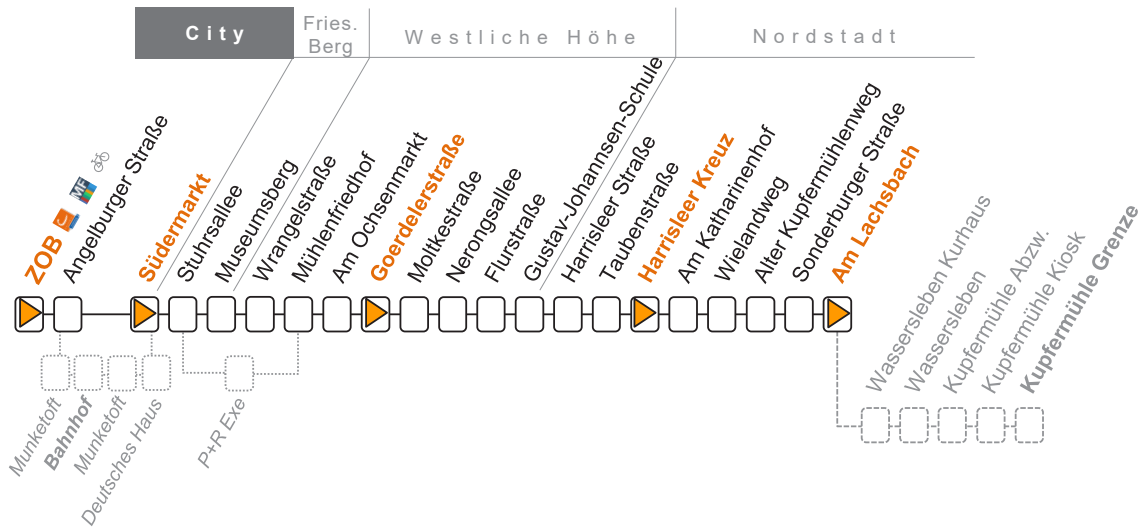 City
Fries.
Berg
Westliche Höhe
Nordstadt
ZOB
MF
Angelburger Straße
Südermarkt
Stuhrsallee
Museumsberg
Wrangelstraße
Mühlenfriedhof
Am Ochsenmarkt
Goerdelerstraße
Moltkestraße
Nerongsallee
Flurstraße
Gustav-Johannsen-Schule
Harrisleer Straße
Taubenstraße
Harrisleer Kreuz
Am Katharinenhof
Wielandweg
Alter Kupfermühlenweg
Sonderburger Straße
Am Lachsbach
Wassersleben Kurhaus
Wassersleben
Kupfermühle Abzw.
Kupfermühle Kiosk
Kupfermühle Grenze
Munketoft
Bahnhof
Munketoft
Deutsches Haus
P+R Exe